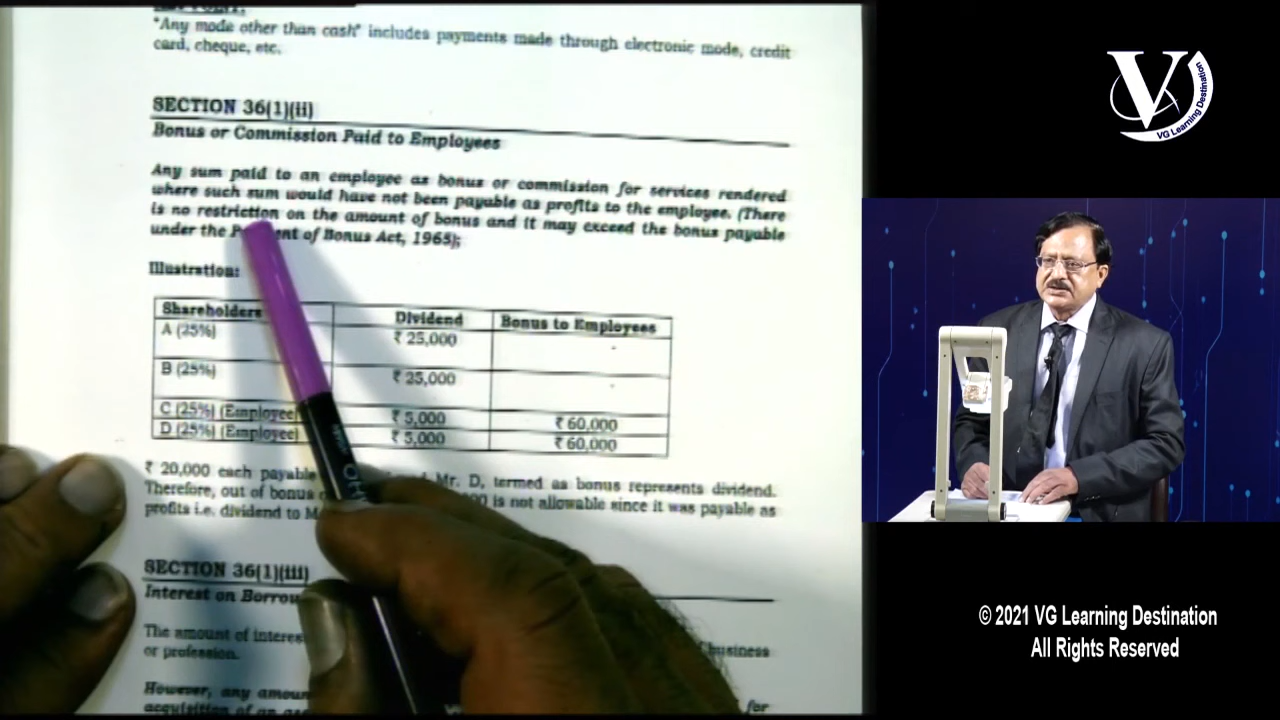 "Any mode other than cash" includes payments made through electronic mode, credit
card, cheque, etc.
SECTION 36(1)(ii)
Bonus or Commission Paid to Employees
Any sum paid to an employee as bonus or commission for services rendered
where such sum would have not been payable as profits to the employee. (There
is no restriction on the amount of bonus and it may exceed the bonus payable
under the of Bonus Act, 1965);
Illustration:
Shareholders Dividend Bonus to Employees
A (25%) ₹ 25,000
B (25%) ₹ 25,000
C (25%) (Employee) ₹ 5,000 ₹ 60,000
D (25%) (Employee) ₹ 5,000 ₹ 60,000
₹ 20,000 each payable Mr. D, termed as bonus represents dividend.
Therefore, out of bonus is not allowable since it was payable as
profits i.e. dividend to
SECTION 36(1)(iii)
Interest on
The amount of business
or profession.
However, any for
acquisition of an
V
VG Learning Destination
© 2021 VG Learning Destination
All Rights Reserved